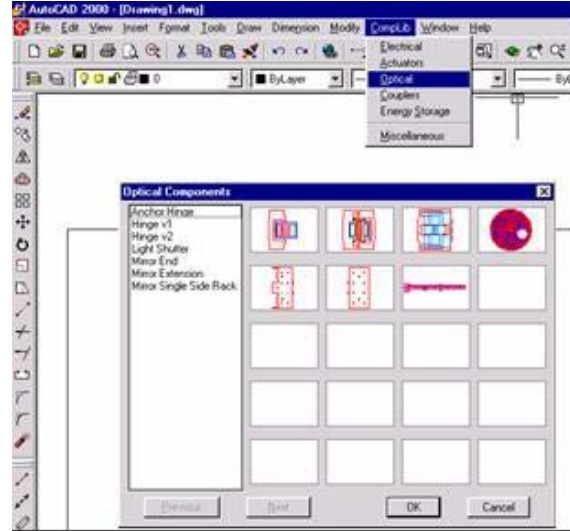 AutoCAD 2000 - [Drawing1.dwg]
File Edit View Insert Format Tools Draw Dimension Modify CompLib Window Help
Electrical
Actuators
Optical
Couplers
Energy Storage
Miscellaneous
0
ByLayer
Optical Components
Anchor Hinge
Hinge v1
Hinge v2
Light Shutter
Mirror End
Mirror Extension
Mirror Single Side Rack
Previous
Next
OK
Cancel